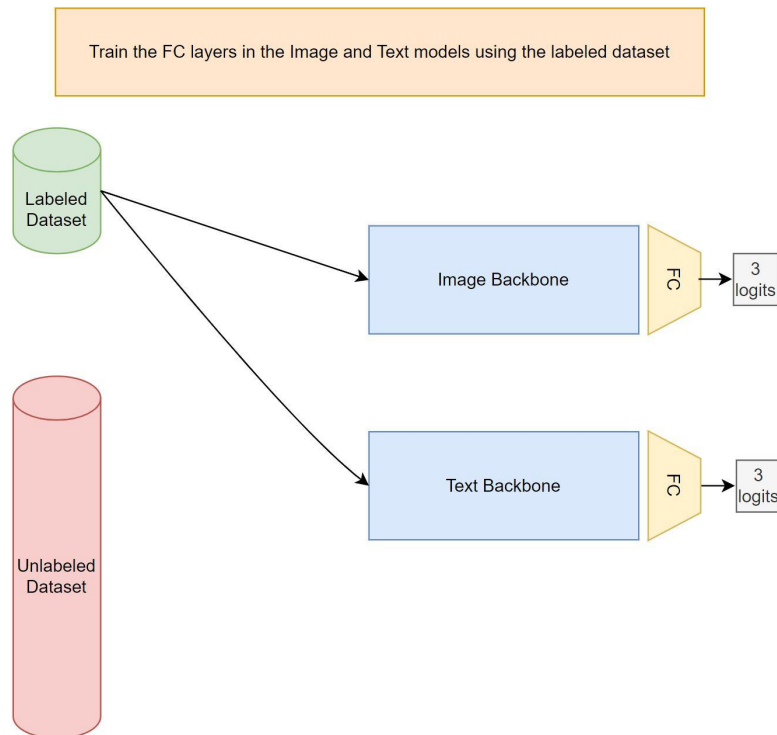 Train the FC layers in the Image and Text models using the labeled dataset
Labeled
Dataset
Image Backbone
FC
3
logits
Text Backbone
FC
3
logits
Unlabeled
Dataset